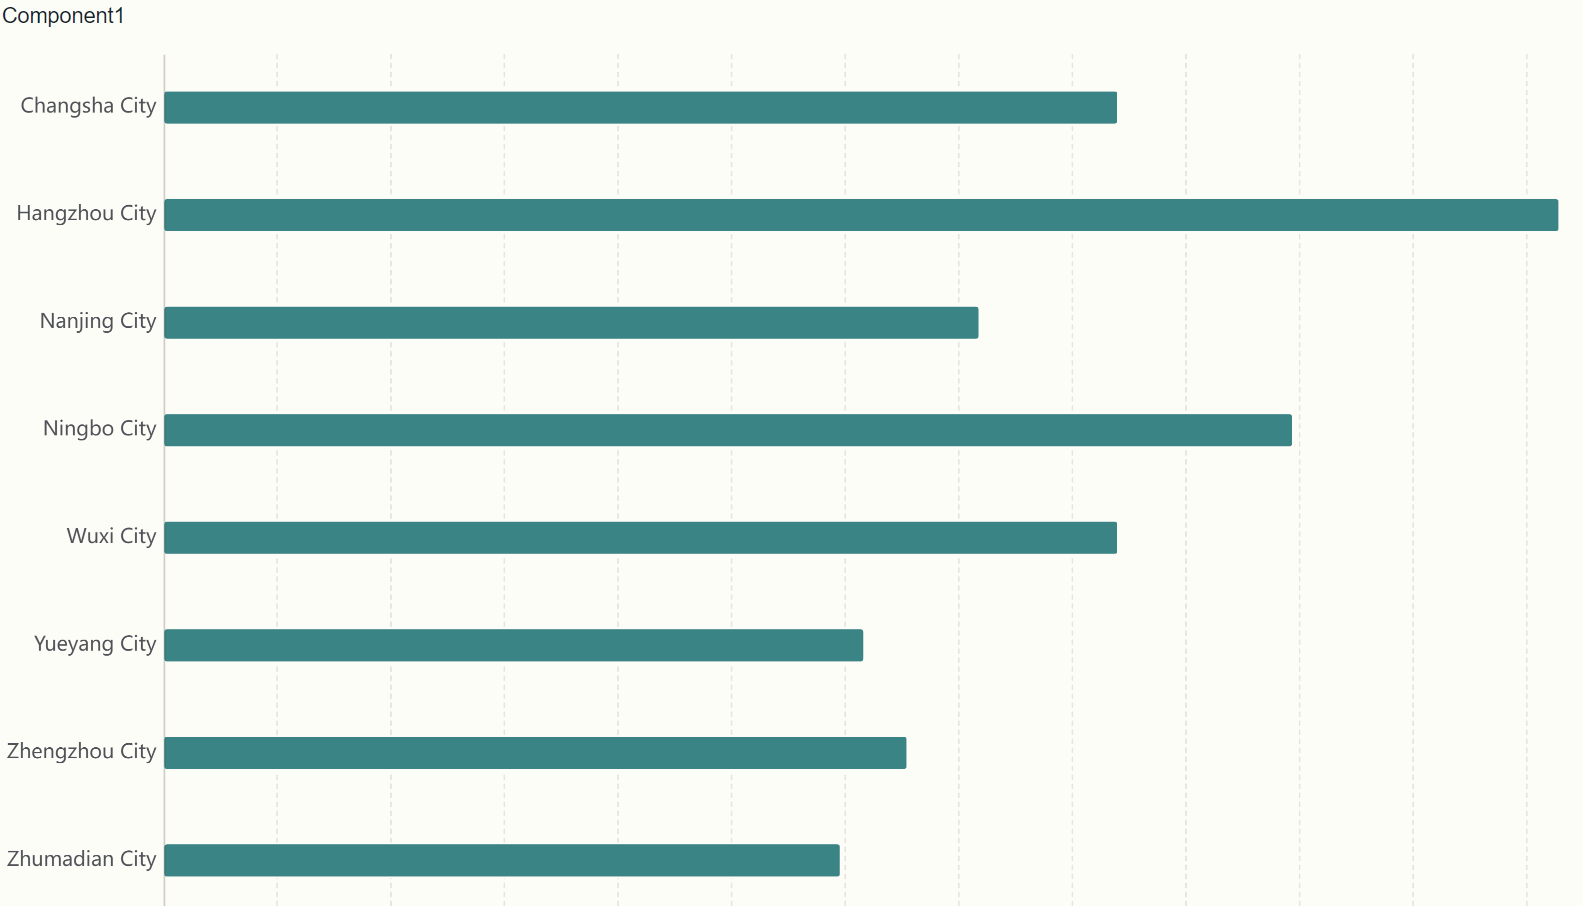 Component1
Changsha City
Hangzhou City
Nanjing City
Ningbo City
Wuxi City
Yueyang City
Zhengzhou City
Zhumadian City